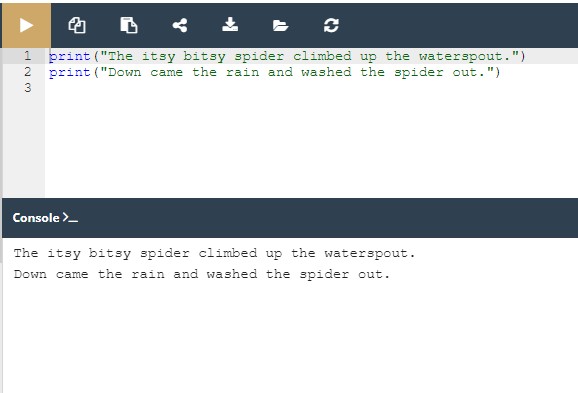 1 print("The itsy bitsy spider climbed up the waterspout.")
2 print("Down came the rain and washed the spider out.")
3
Console >_
The itsy bitsy spider climbed up the waterspout.
Down came the rain and washed the spider out.